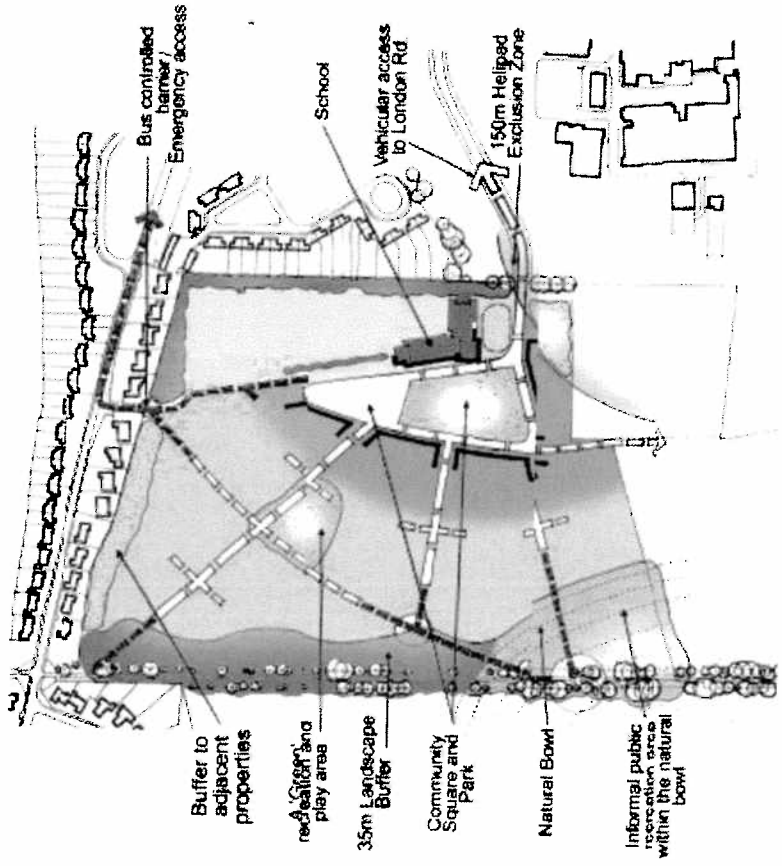 Bus controlled
barrier /
Emergency access
School
Vehicular access
to London Rd
150m Helipad
Exclusion Zone
Buffer to
adjacent
properties
A 'Green'
recreation and
play area
35m Landscape
Buffer
Community
Square and
Park
Natural Bowl
Informal public
recreation area
within the natural
bowl